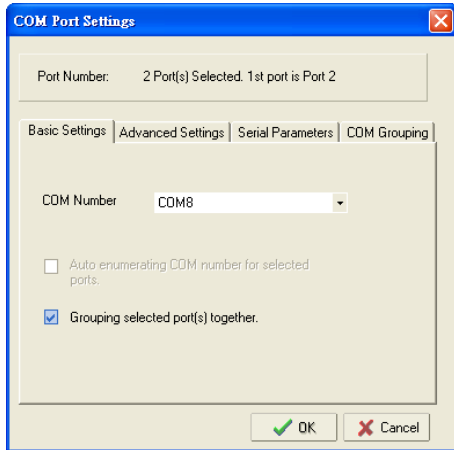 COM Port Settings
Port Number: 2 Port(s) Selected. 1st port is Port 2
Basic Settings Advanced Settings Serial Parameters COM Grouping
COM Number COM8
Auto enumerating COM number for selected
ports.
Grouping selected port(s) together.
OK Cancel